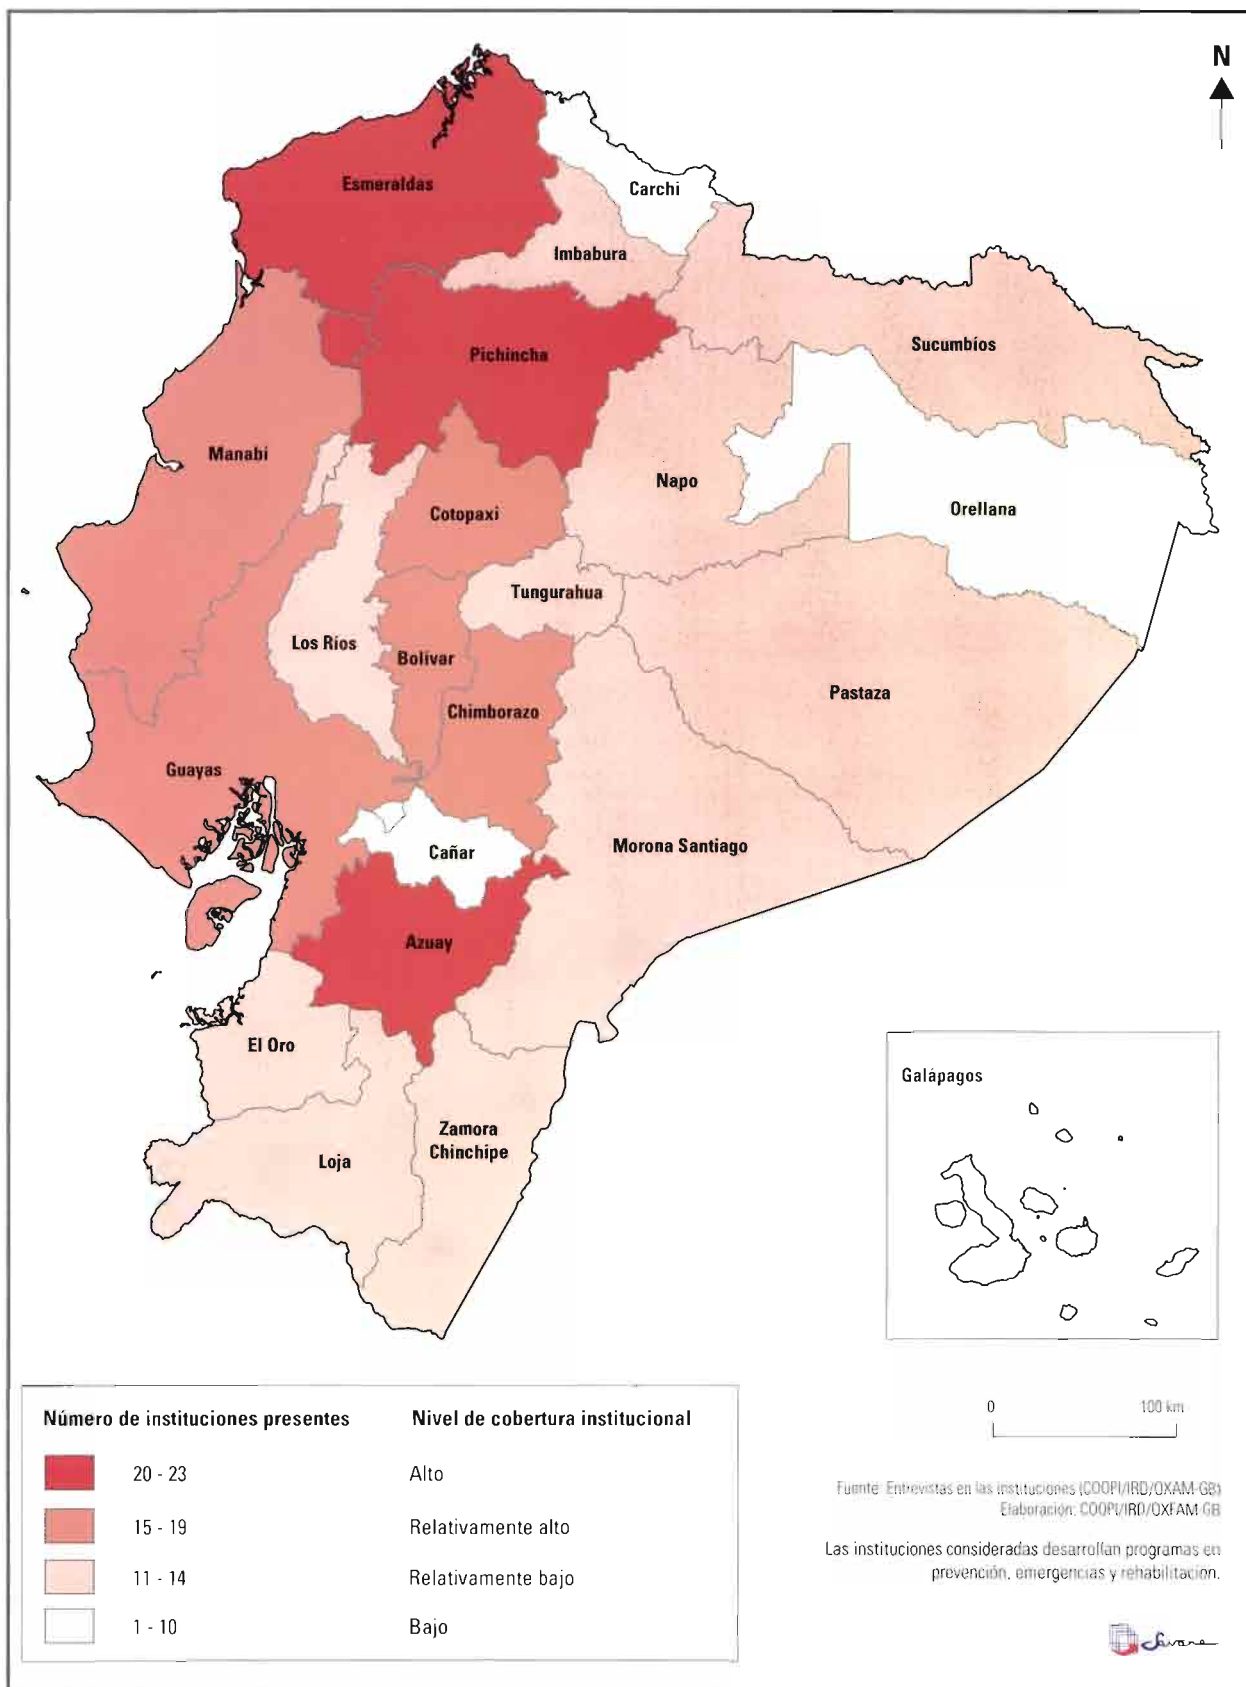 N
Esmeraldas
Carchi
Imbabura
Sucumbíos
Pichincha
Manabí
Napo
Cotopaxi
Orellana
Tungurahua
Los Ríos
Bolívar
Pastaza
Chimborazo
Guayas
Morona Santiago
Cañar
Azuay
El Oro
Galápagos
Zamora
Chinchipe
Loja
Número de instituciones presentes Nivel de cobertura institucional
20 - 23 Alto
15 - 19 Relativamente alto
11 - 14 Relativamente bajo
1 - 10 Bajo
0 100 km
Fuente: Entrevistas en las instituciones (COOPI/IRD/OXAM-GB)
Elaboración: COOPI/IRD/OXFAM-GB
Las instituciones consideradas desarrollan programas en
prevención, emergencias y rehabilitación.
Savane